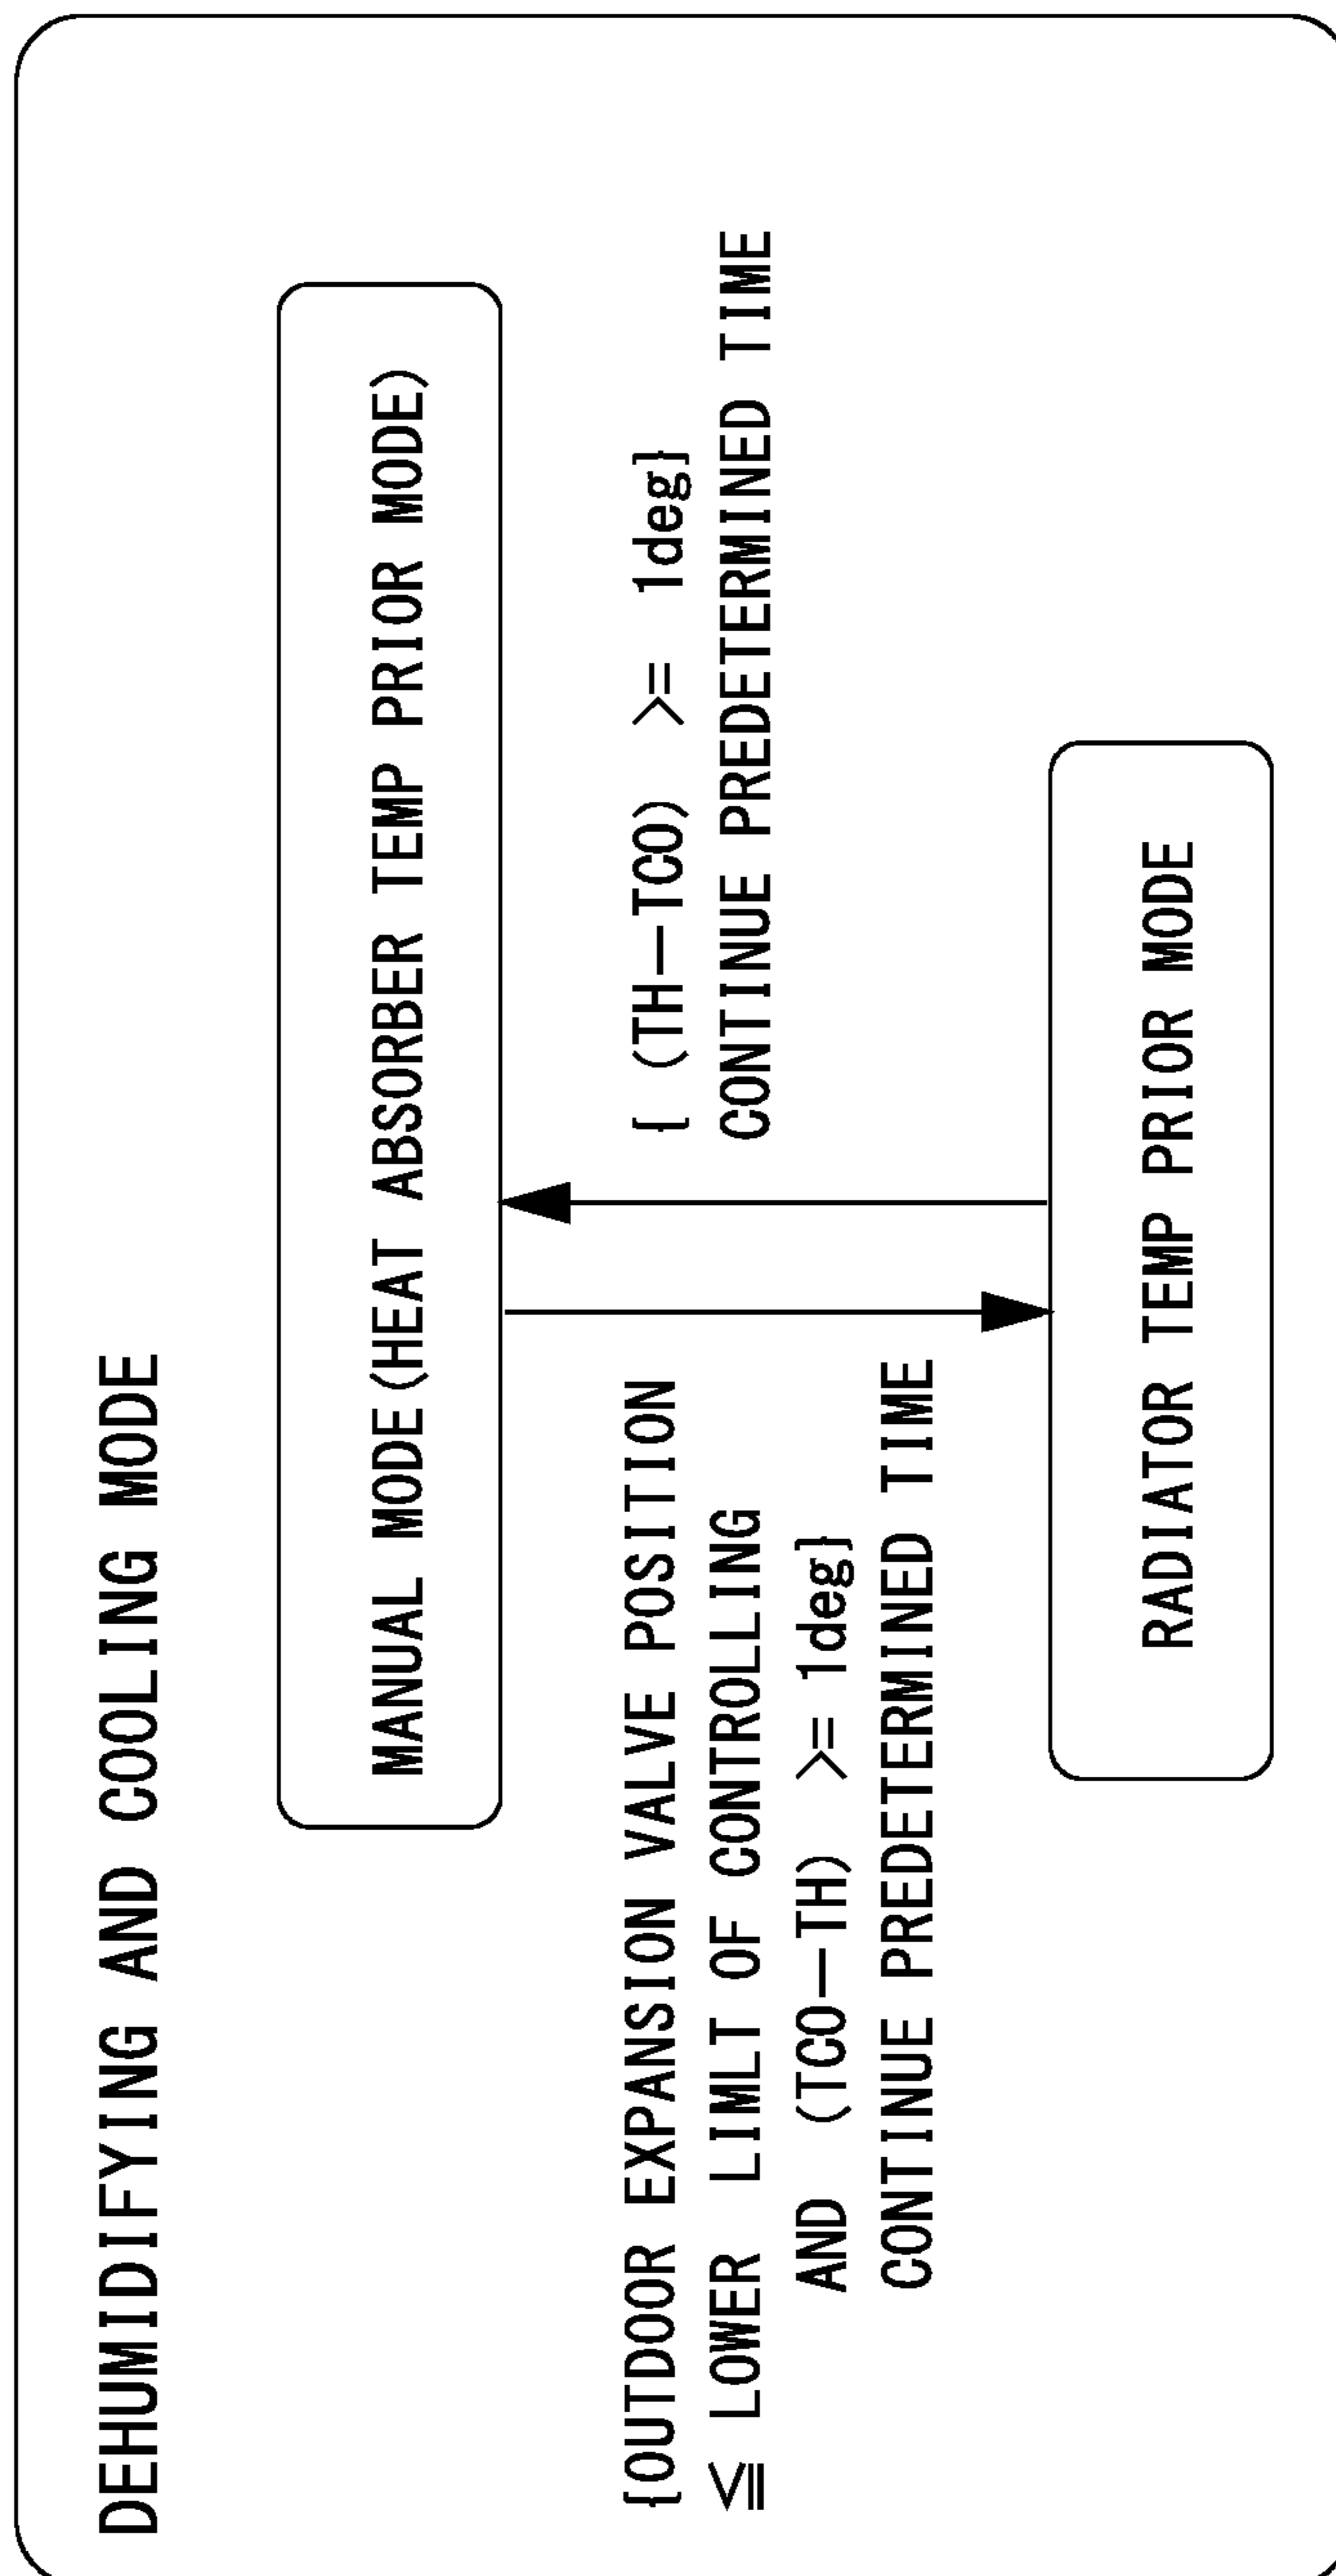 DEHUMIDIFYING AND COOLING MODE
MANUAL MODE(HEAT ABSORBER TEMP PRIOR MODE)
{OUTDOOR EXPANSION VALVE POSITION
≦ LOWER LIMLT OF CONTROLLING
AND (TCO—TH) >= 1deg}
CONTINUE PREDETERMINED TIME
{ (TH—TCO) >= 1deg}
CONTINUE PREDETERMINED TIME
RADIATOR TEMP PRIOR MODE